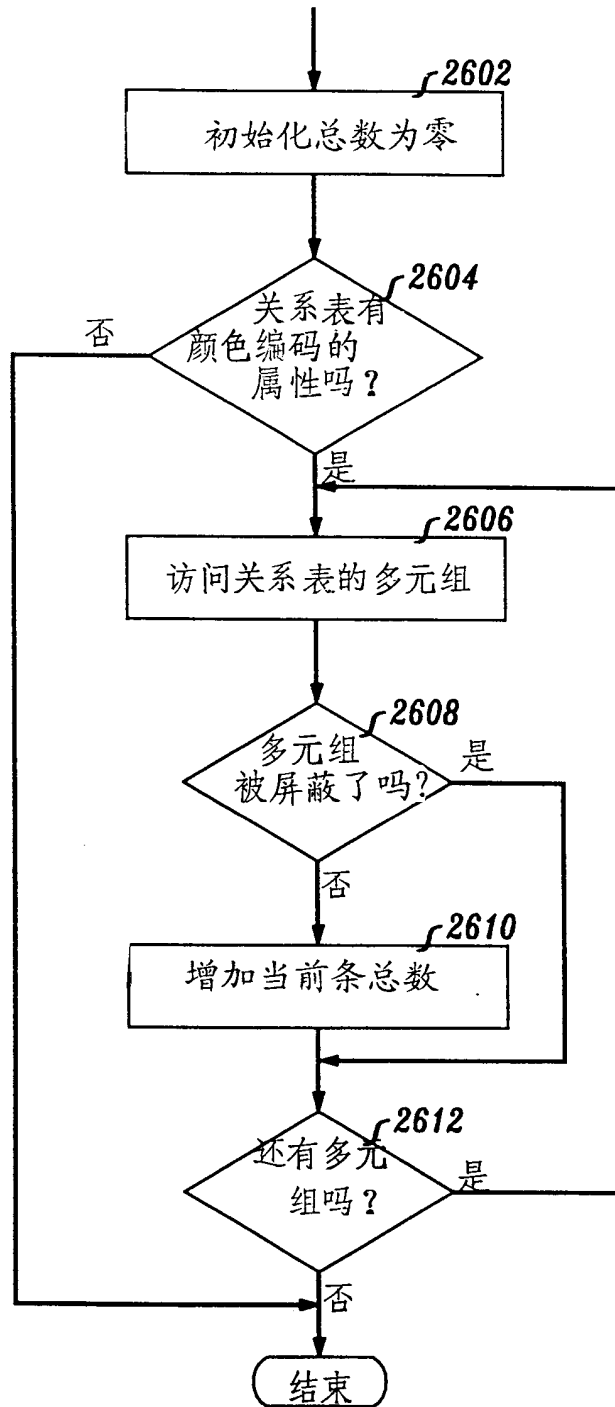 2602
初始化总数为零
2604
关系表有
颜色编码的
属性吗？
否
是
2606
访问关系表的多元组
2608
多元组
被屏蔽了吗？
是
否
2610
增加当前条总数
2612
还有多元
组吗？
是
否
结束